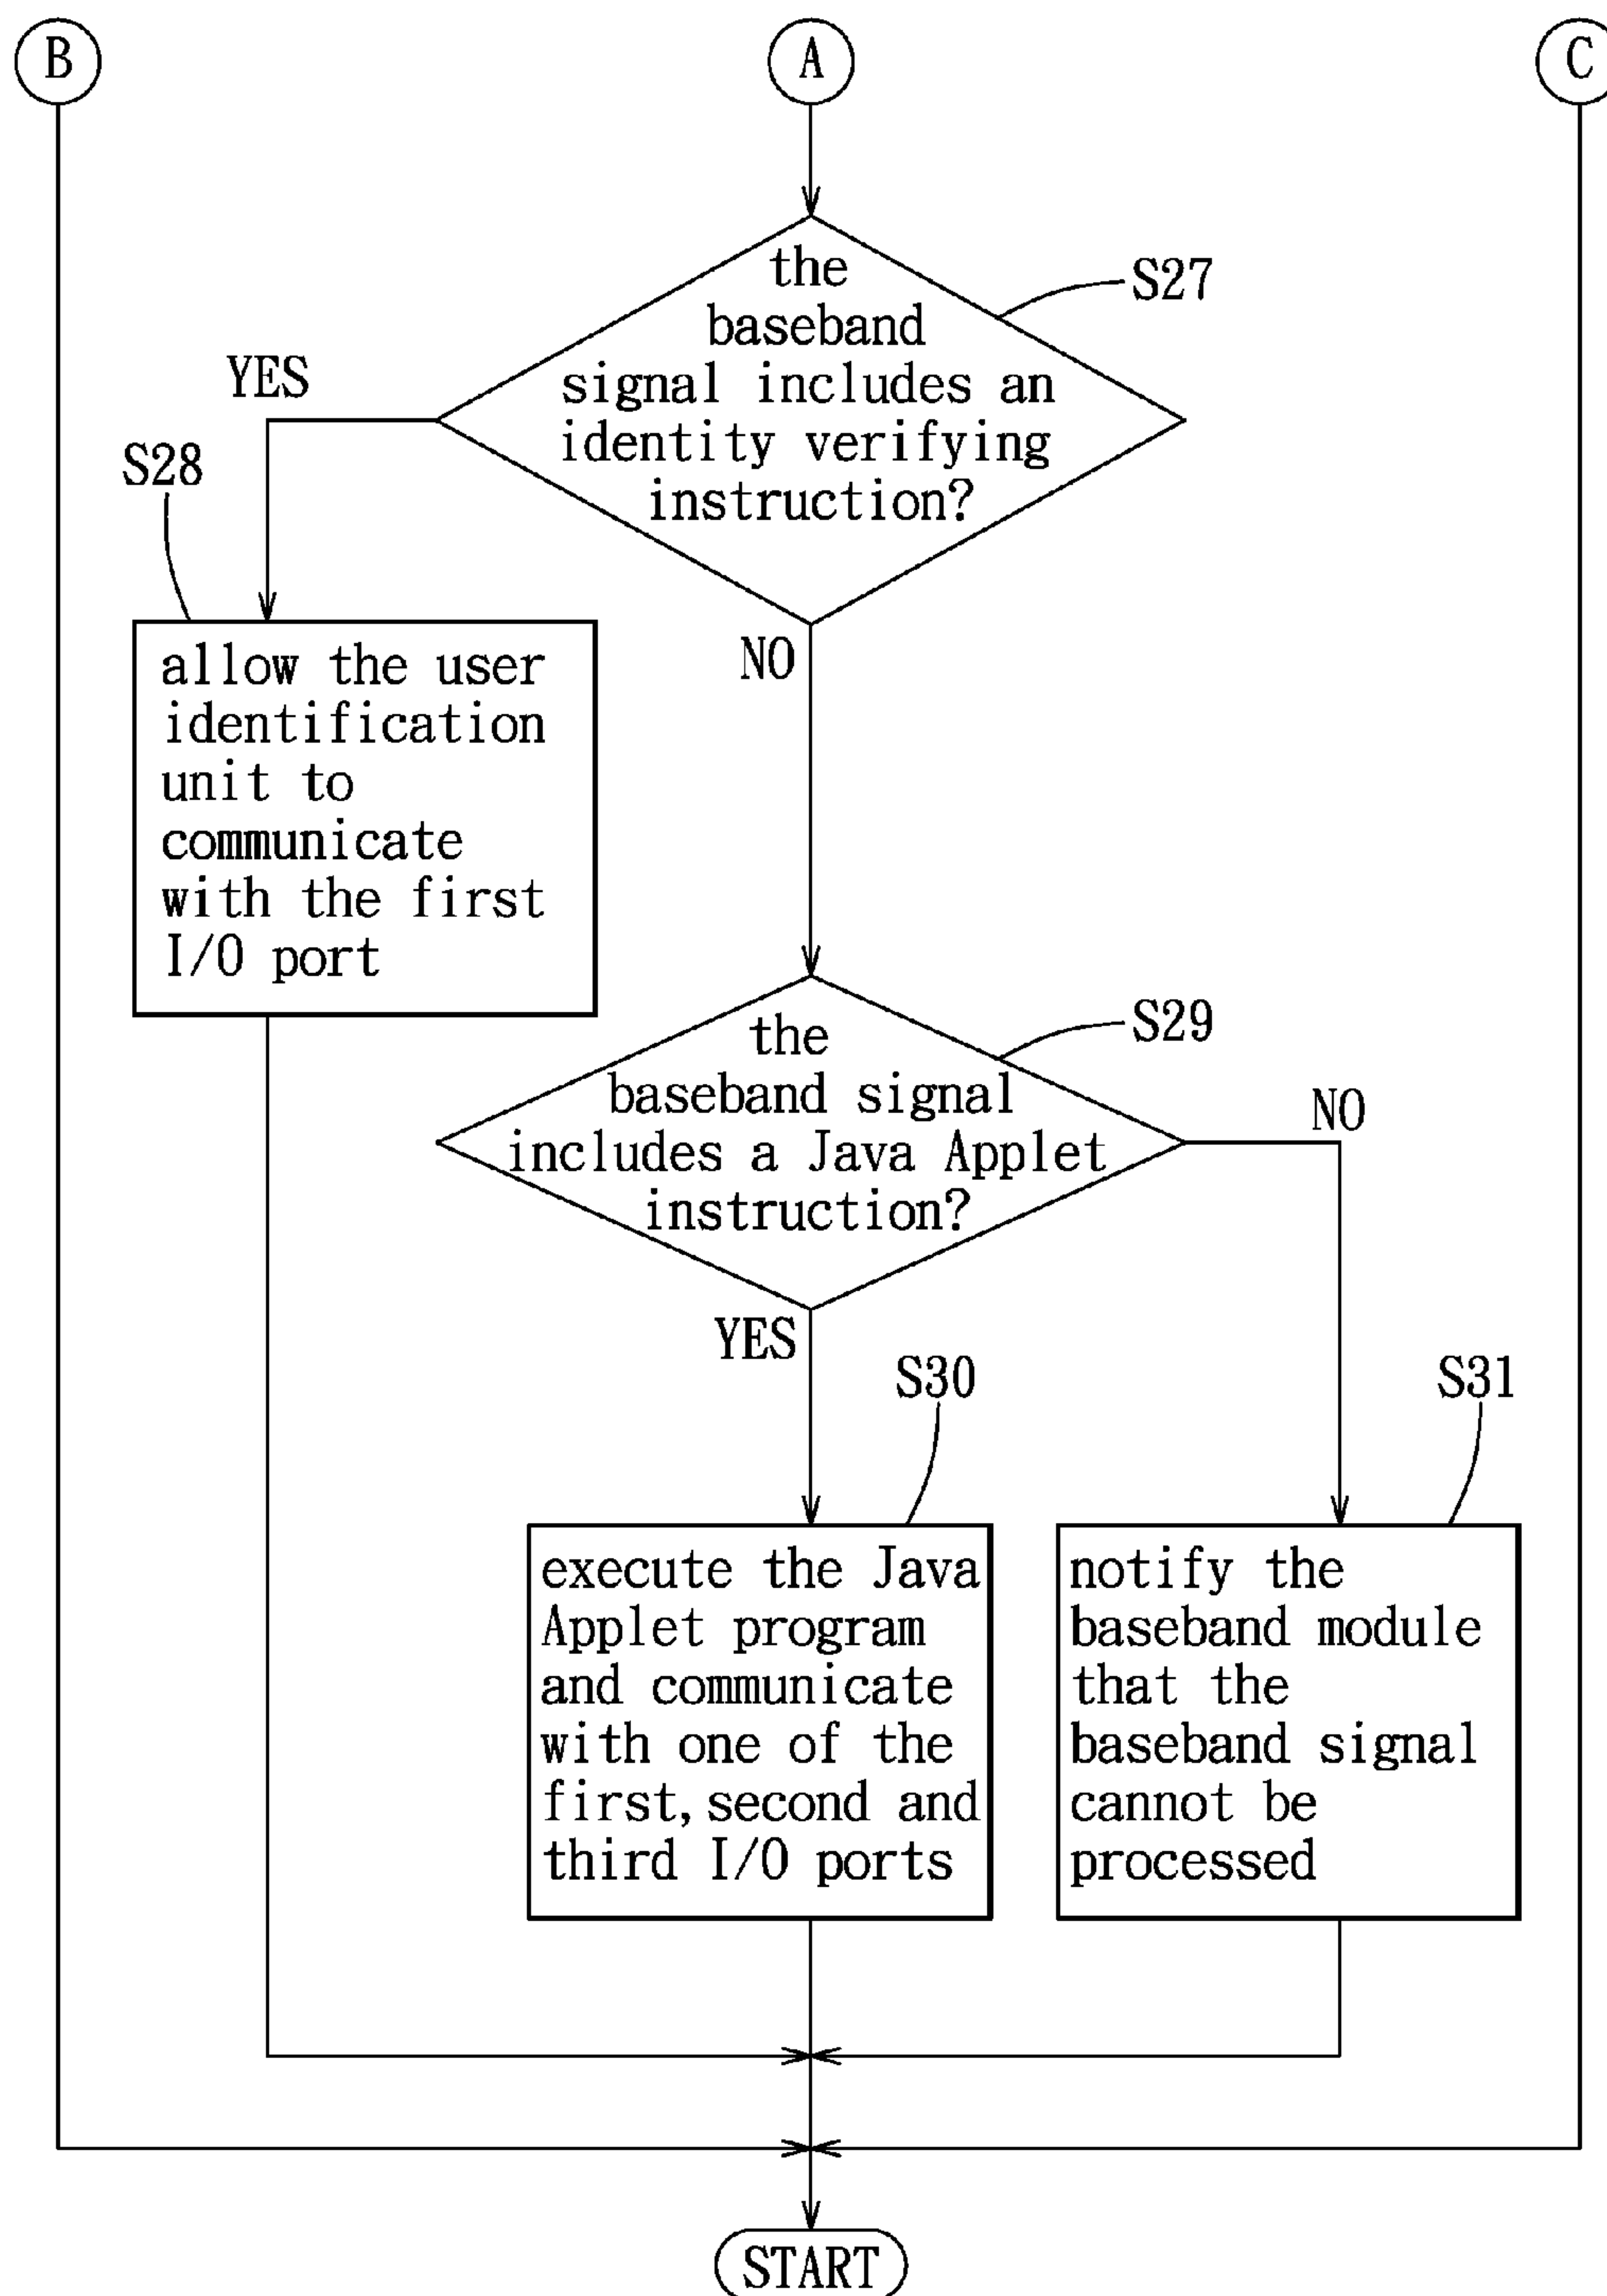 B
A
C
the
baseband
signal includes an
identity verifying
instruction?
S27
YES
S28
NO
allow the user
identification
unit to
communicate
with the first
I/O port
the
baseband signal
includes a Java Applet
instruction?
S29
NO
YES
S30
S31
execute the Java
Applet program
and communicate
with one of the
first, second and
third I/O ports
notify the
baseband module
that the
baseband signal
cannot be
processed
START